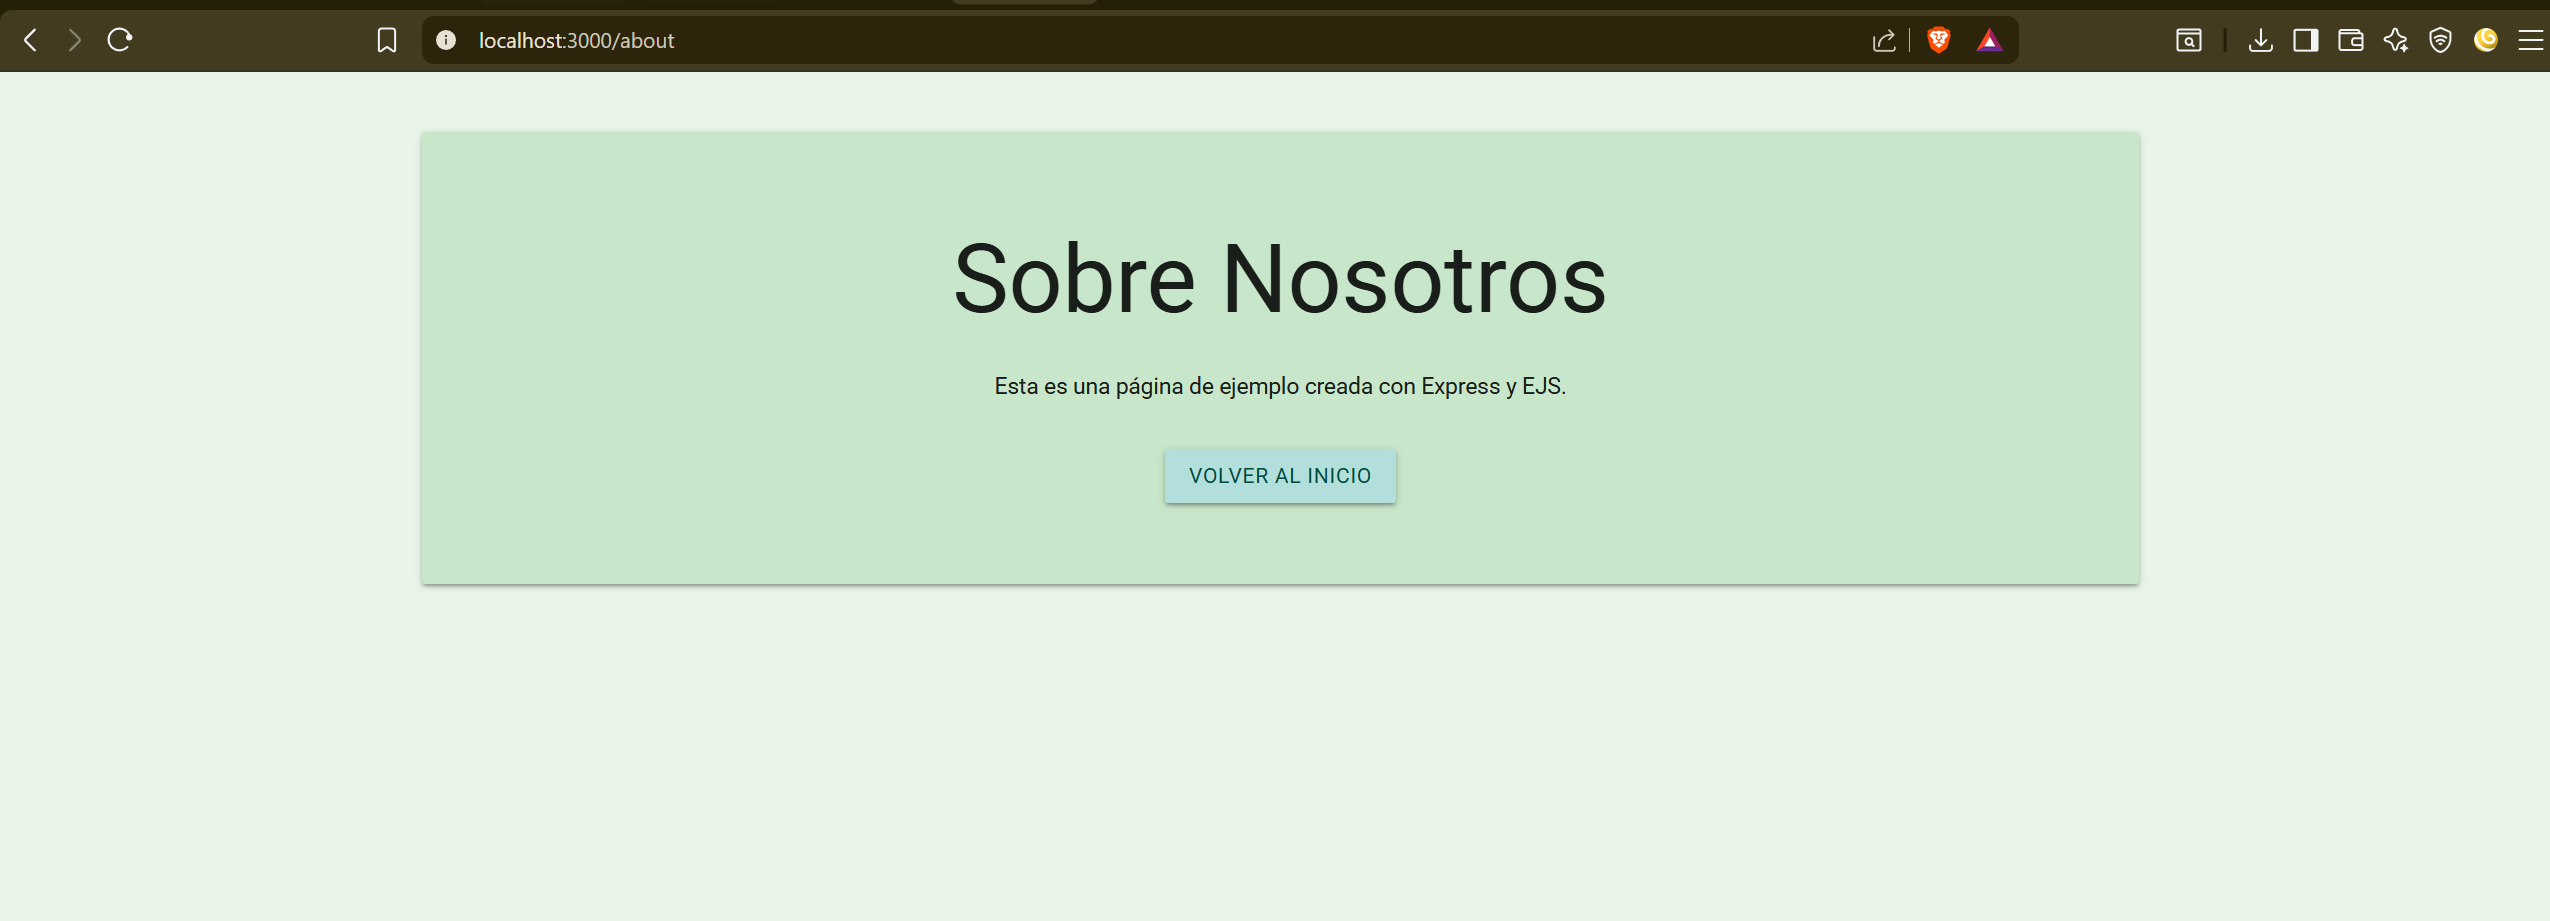 localhost:3000/about
Sobre Nosotros
Esta es una página de ejemplo creada con Express y EJS.
VOLVER AL INICIO